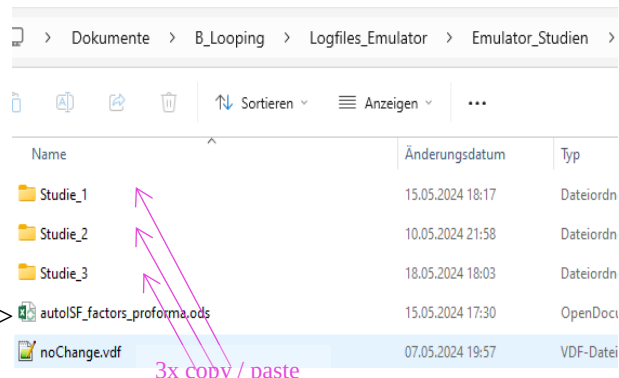 > Dokumente > B_Looping > Logfiles_Emulator > Emulator_Studien >
Sortieren Anzeigen ...
Name Änderungsdatum Typ
Studie_1 15.05.2024 18:17 Dateiordn
Studie_2 10.05.2024 21:58 Dateiordn
Studie_3 18.05.2024 18:03 Dateiordn
> autoISF_factors_proforma.ods 15.05.2024 17:30 OpenDocu
noChange.vdf 07.05.2024 19:57 VDF-Datei
3x copy / paste